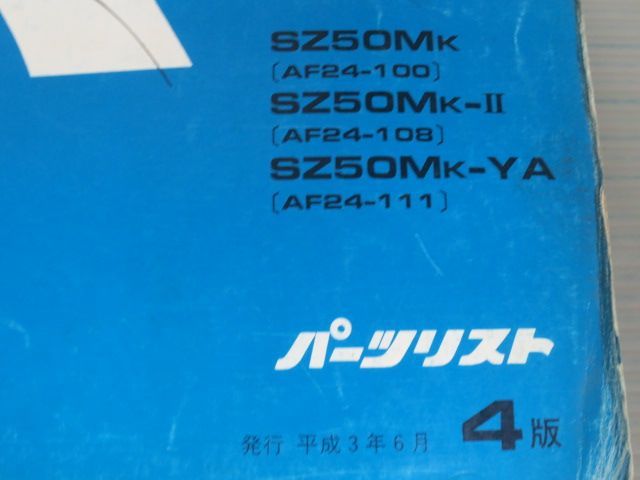 SZ50MK
(AF24-100)
SZ50MK-II
(AF24-108)
SZ50MK-YA
(AF24-111)
パーツリスト
発行 平成3年6月 4版